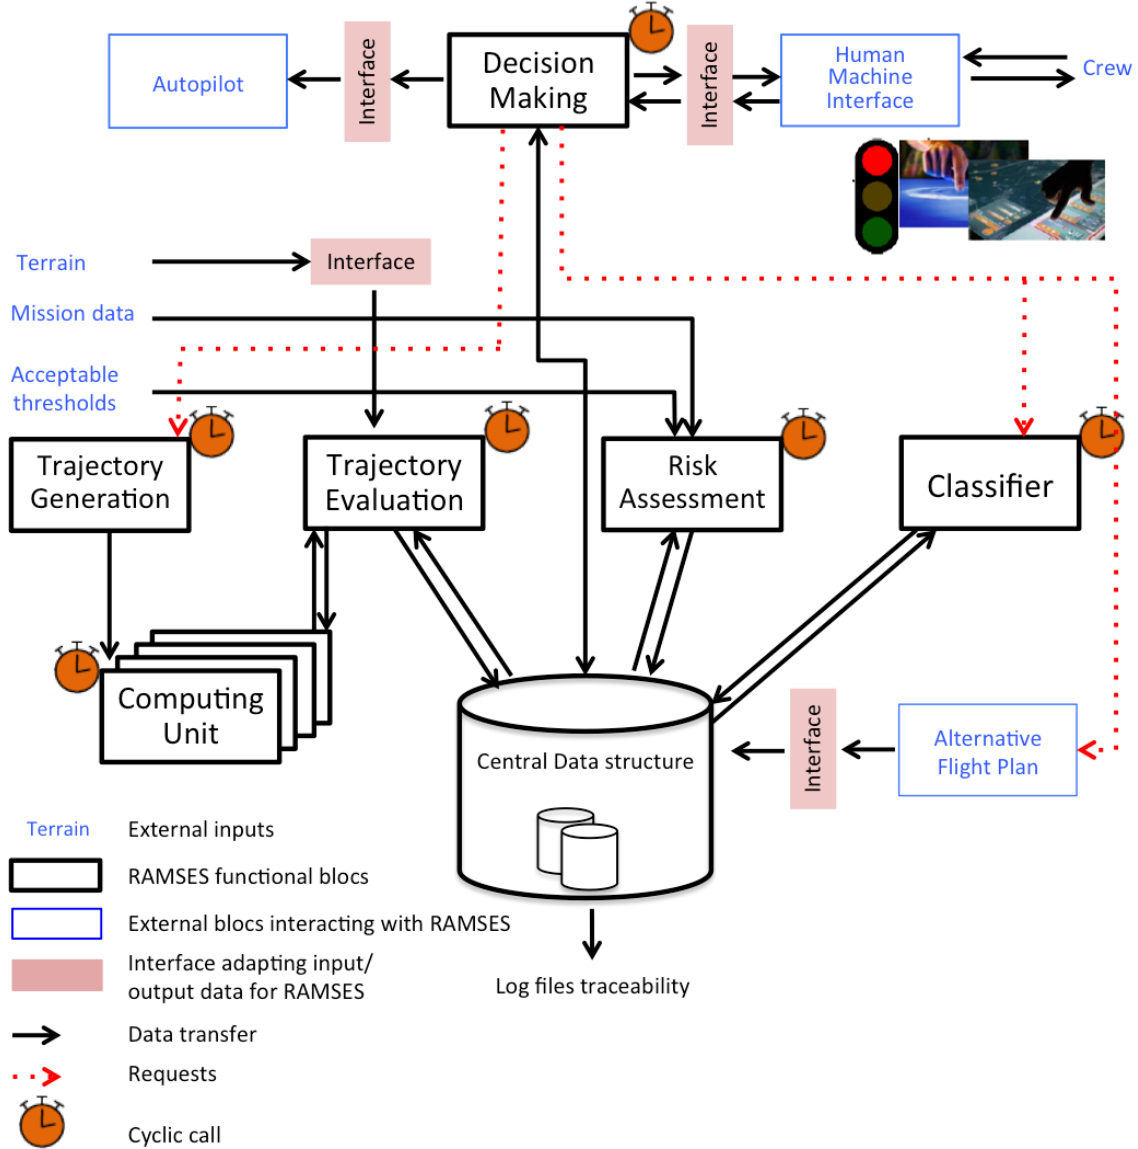 Autopilot
Interface
Decision
Making
Interface
Human
Machine
Interface
Crew
Terrain
Interface
Mission data
Acceptable
thresholds
Trajectory
Generation
Trajectory
Evaluation
Risk
Assessment
Classifier
Computing
Unit
Central Data structure
Interface
Alternative
Flight Plan
Log files traceability
Terrain
External inputs
RAMSES functional blocs
External blocs interacting with RAMSES
Interface adapting input/
output data for RAMSES
Data transfer
Requests
Cyclic call